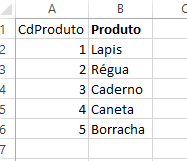 A B C
1 CdProduto Produto
2 1 Lapis
3 2 Régua
4 3 Caderno
5 4 Caneta
6 5 Borracha
7